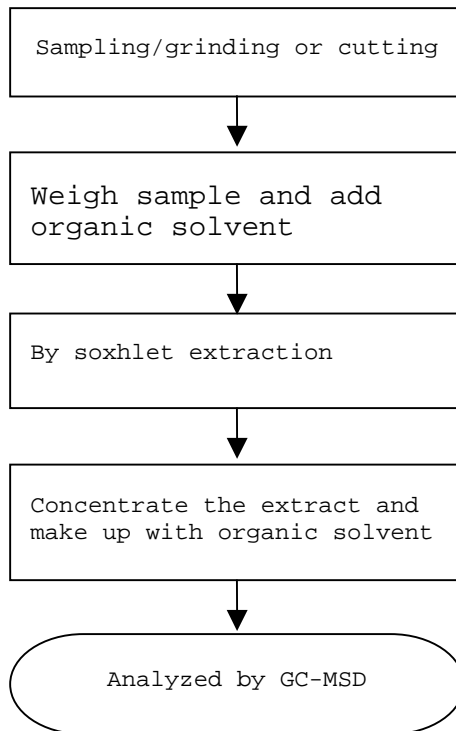 Sampling/grinding or cutting
Weigh sample and add
organic solvent
By soxhlet extraction
Concentrate the extract and
make up with organic solvent
Analyzed by GC-MSD